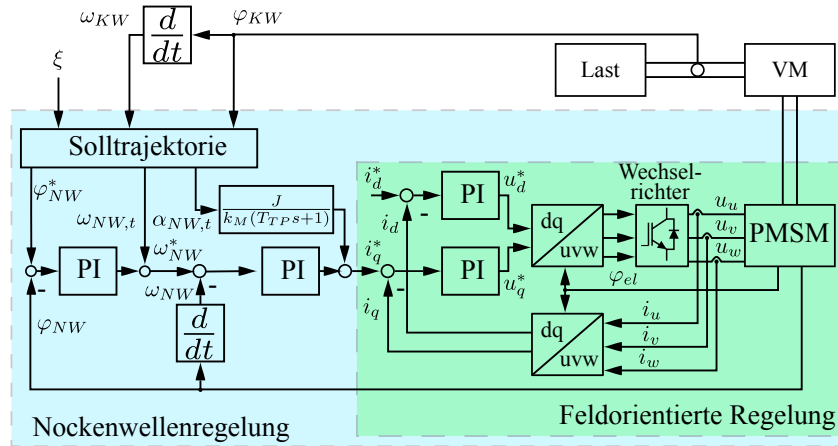 ω_KW
d/dt
φ_KW
ξ
Last
VM
Solltrajektorie
φ*_NW
ω_NW,t
α_NW,t
J/(k_M(T_TP s+1))
i*_d
PI
u*_d
Wechsel-
richter
u_u
u_v
u_w
i_d
dq
uvw
PMSM
ω*_NW
PI
-
ω_NW
PI
i*_q
PI
u*_q
φ_el
φ_NW
d/dt
i_q
dq
uvw
i_u
i_v
i_w
Nockenwellenregelung
Feldorientierte Regelung